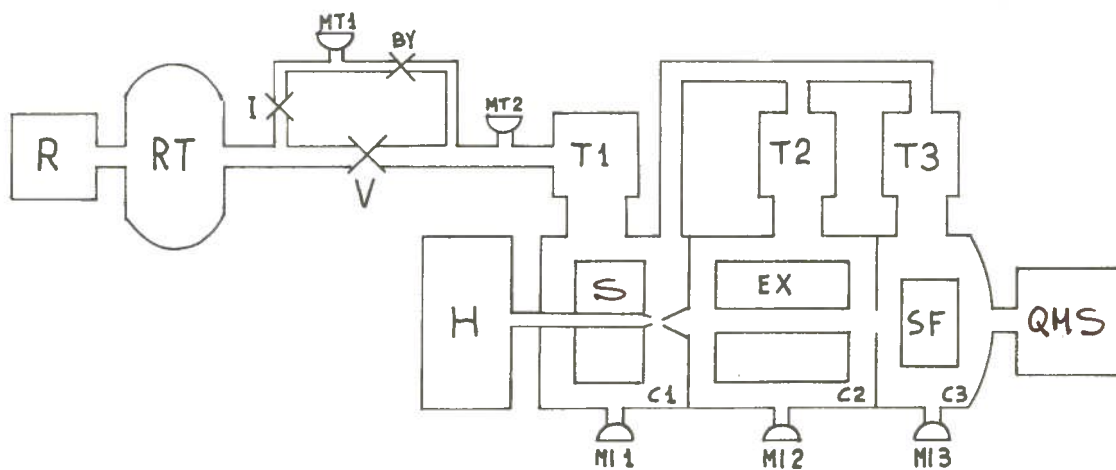 MT1
BY
I
MT2
R
RT
V
T1
T2
T3
H
S
EX
SF
QMS
C1
C2
C3
MI1
MI2
MI3